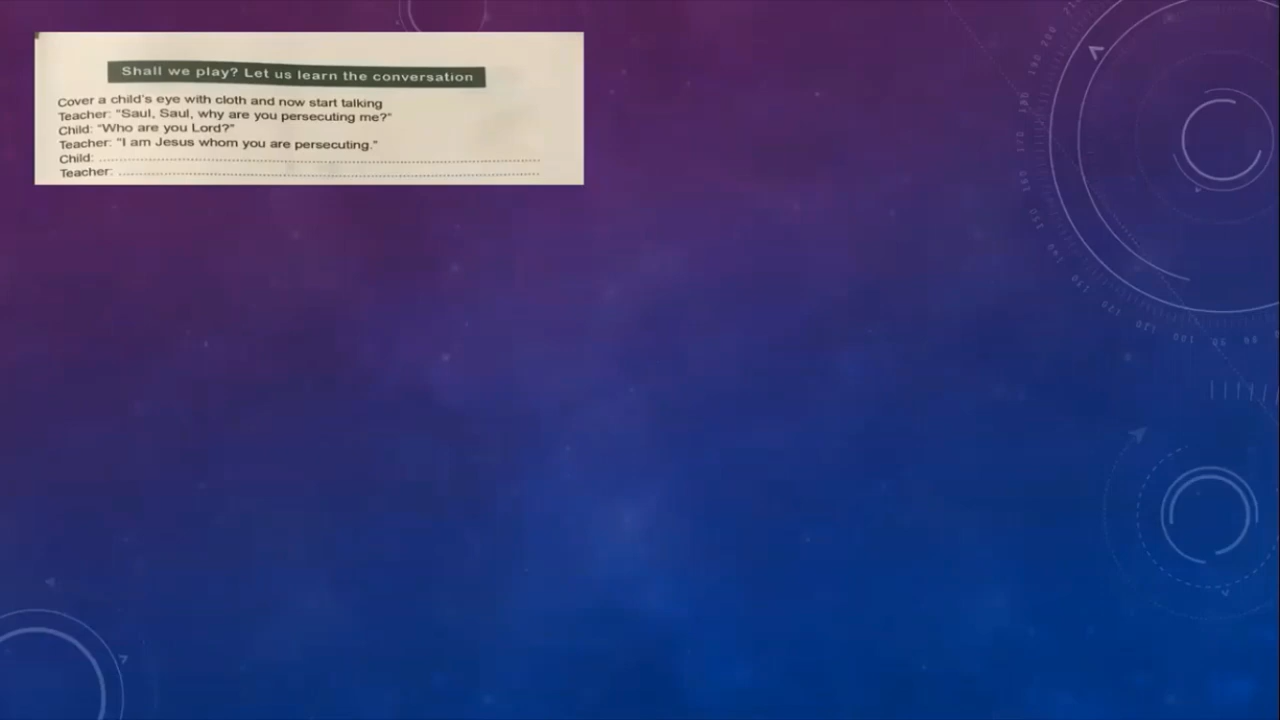 Shall we play? Let us learn the conversation
Cover a child's eye with cloth and now start talking
Teacher: "Saul, Saul, why are you persecuting me?"
Child: "Who are you Lord?"
Teacher: "I am Jesus whom you are persecuting."
Child: ....................................................................................................
Teacher: ....................................................................................................